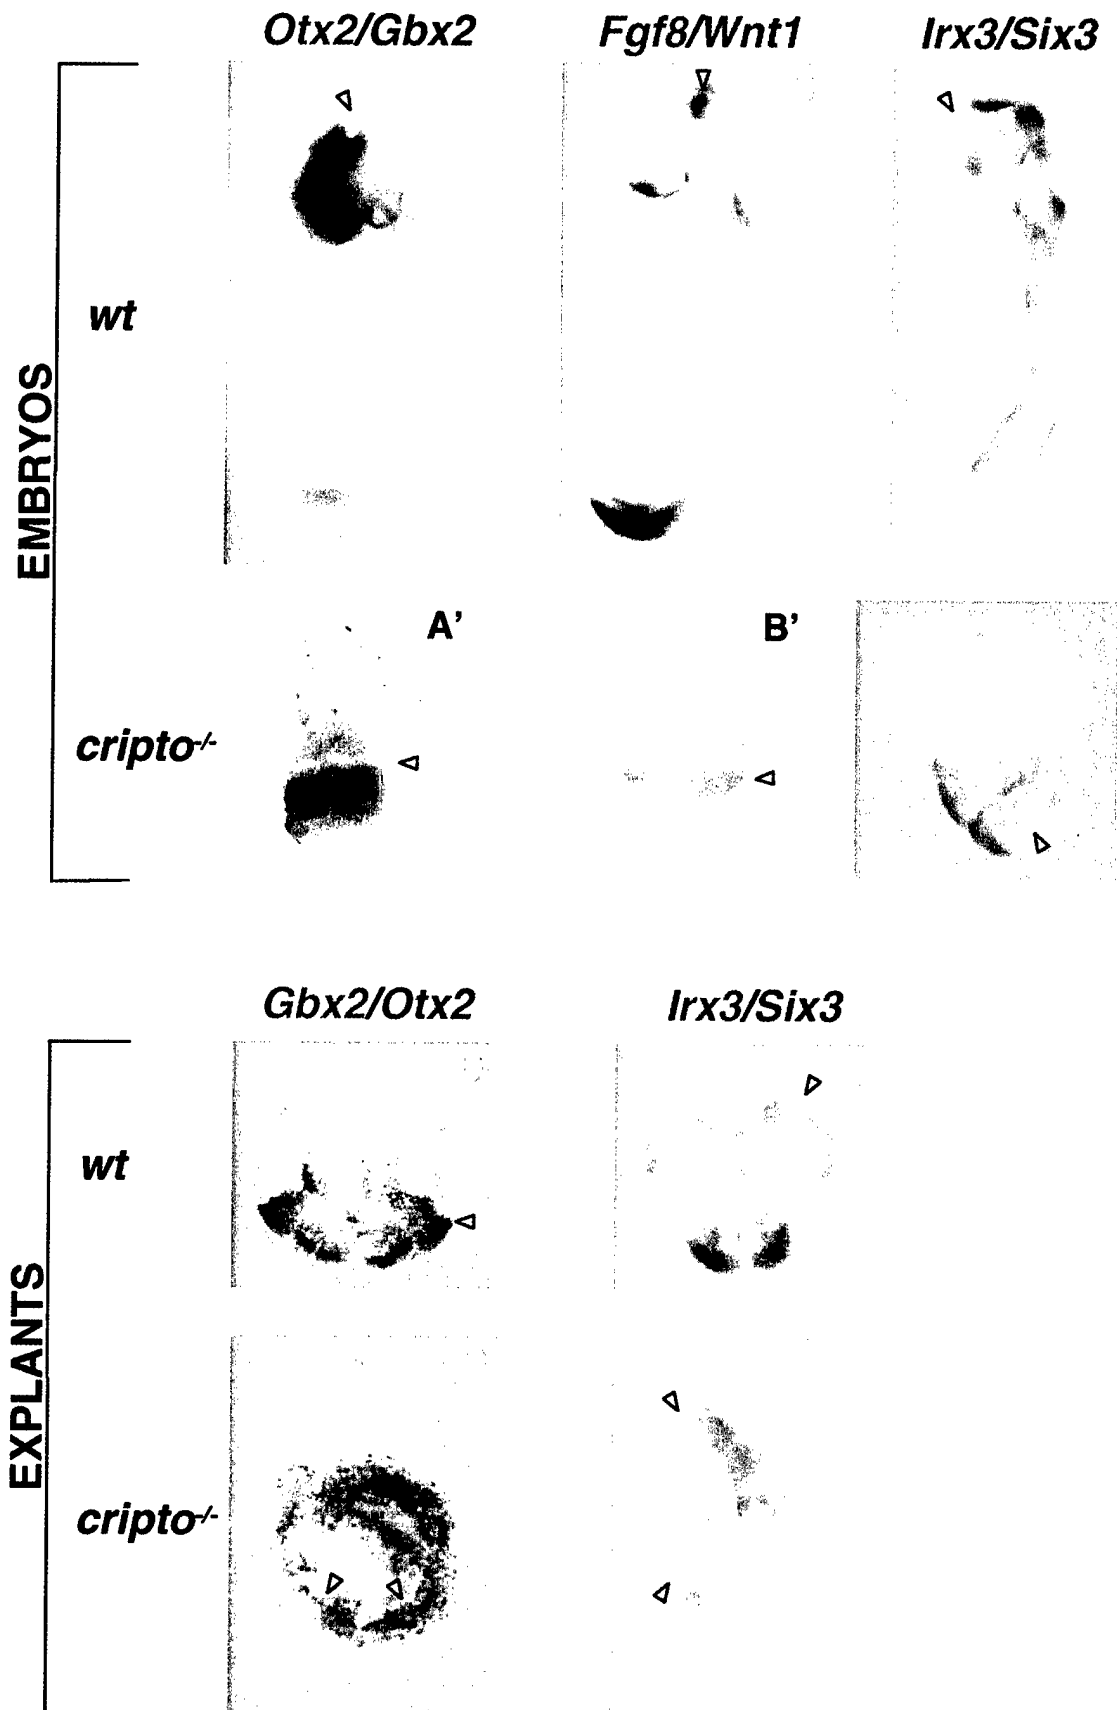 Otx2/Gbx2 Fgf8/Wnt1 Irx3/Six3
EMBRYOS
wt
A' B'
cripto-/-
Gbx2/Otx2 Irx3/Six3
EXPLANTS
wt
cripto-/-